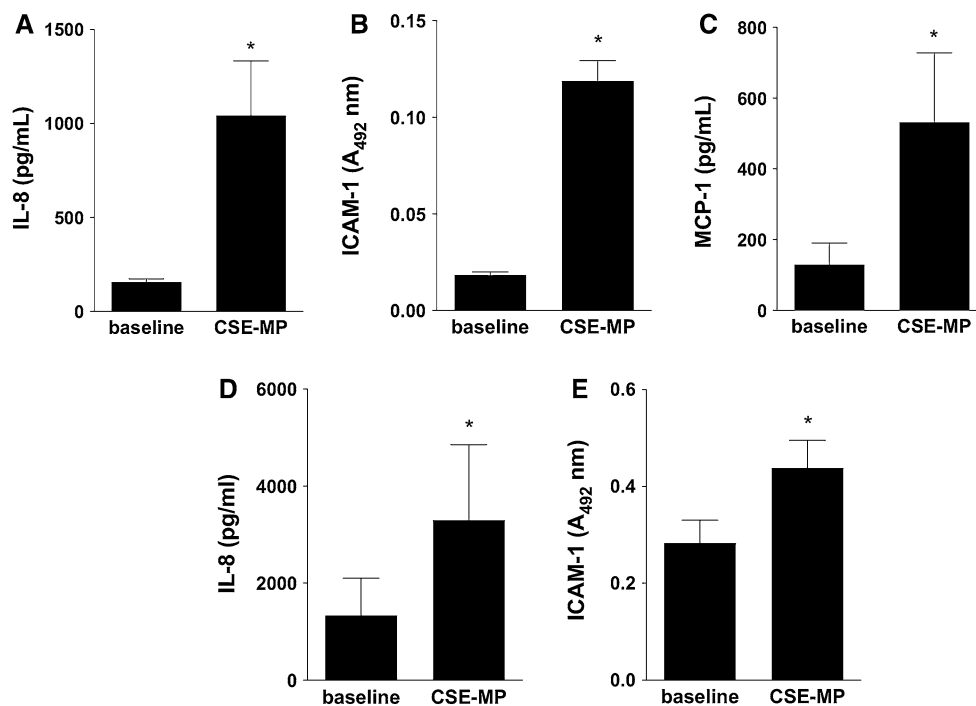 A
IL-8 (pg/mL)
1500
1000
500
0
*
baseline CSE-MP
B
ICAM-1 (A492 nm)
0.15
0.10
0.05
0.00
*
baseline CSE-MP
C
MCP-1 (pg/mL)
800
600
400
200
0
*
baseline CSE-MP
D
IL-8 (pg/ml)
6000
4000
2000
0
*
baseline CSE-MP
E
ICAM-1 (A492 nm)
0.6
0.4
0.2
0.0
*
baseline CSE-MP